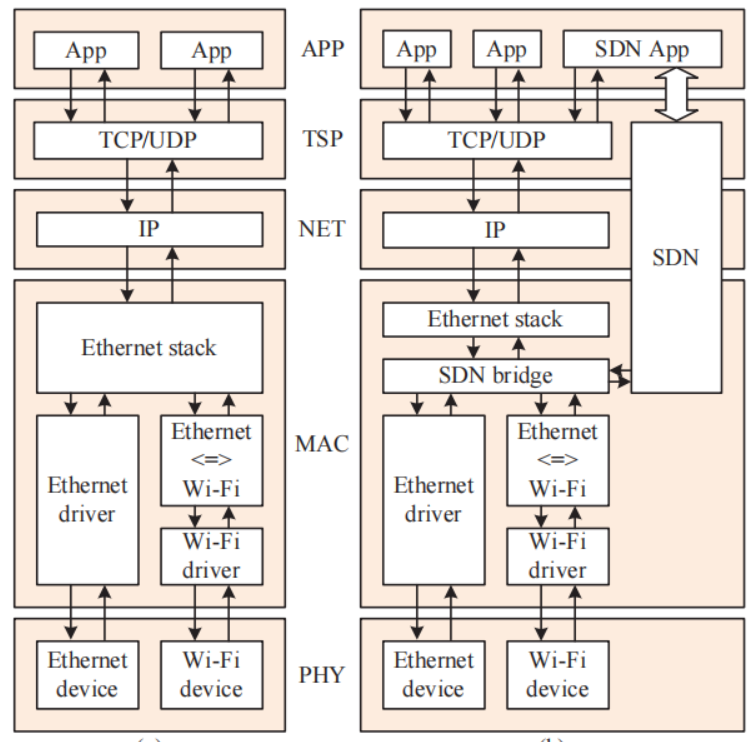 App
App
APP
App
App
SDN App
TCP/UDP
TSP
TCP/UDP
IP
NET
IP
SDN
Ethernet stack
Ethernet stack
SDN bridge
MAC
Ethernet
driver
Ethernet
<=>
Wi-Fi
Wi-Fi
driver
Ethernet
driver
Ethernet
<=>
Wi-Fi
Wi-Fi
driver
Ethernet
device
Wi-Fi
device
PHY
Ethernet
device
Wi-Fi
device